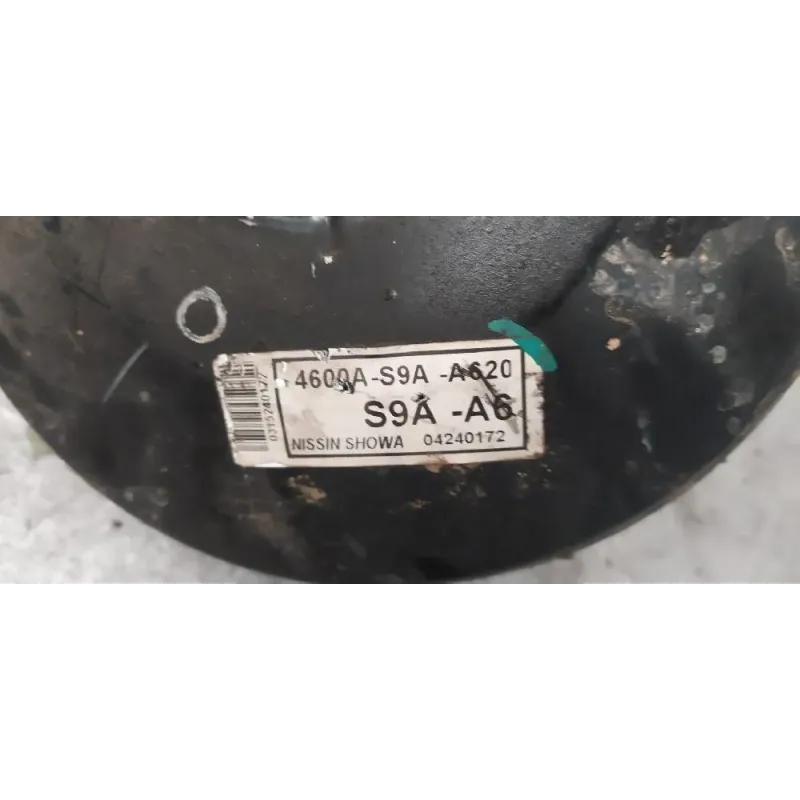 4600A-S9A -A620
S9A -A6
NISSIN SHOWA 04240172